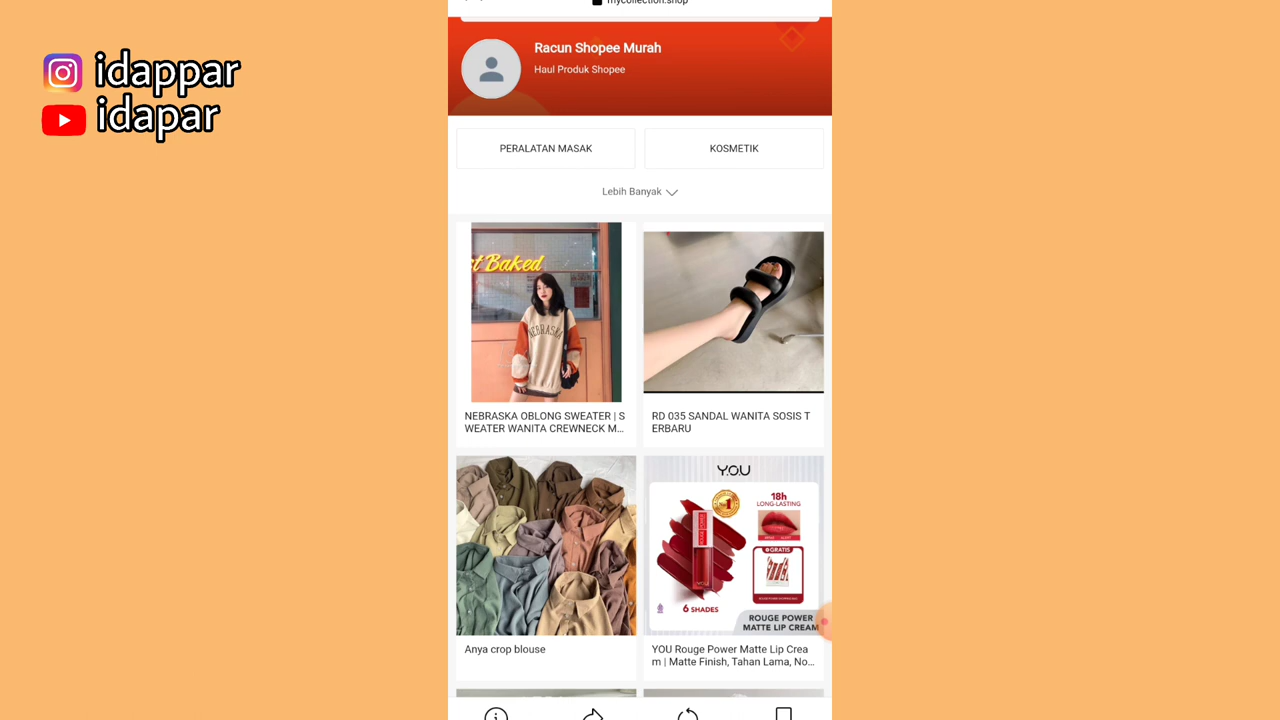 idappar
idapar
mycollection.shop
Racun Shopee Murah
Haul Produk Shopee
PERALATAN MASAK
KOSMETIK
Lebih Banyak
st Baked
NEBRASKA
NEBRASKA OBLONG SWEATER | S
WEATER WANITA CREWNECK M...
RD 035 SANDAL WANITA SOSIS T
ERBARU
Y.O.U
18h
LONG-LASTING
GRATIS
6 SHADES
ROUGE POWER
MATTE LIP CREAM
Anya crop blouse
YOU Rouge Power Matte Lip Crea
m | Matte Finish, Tahan Lama, No...